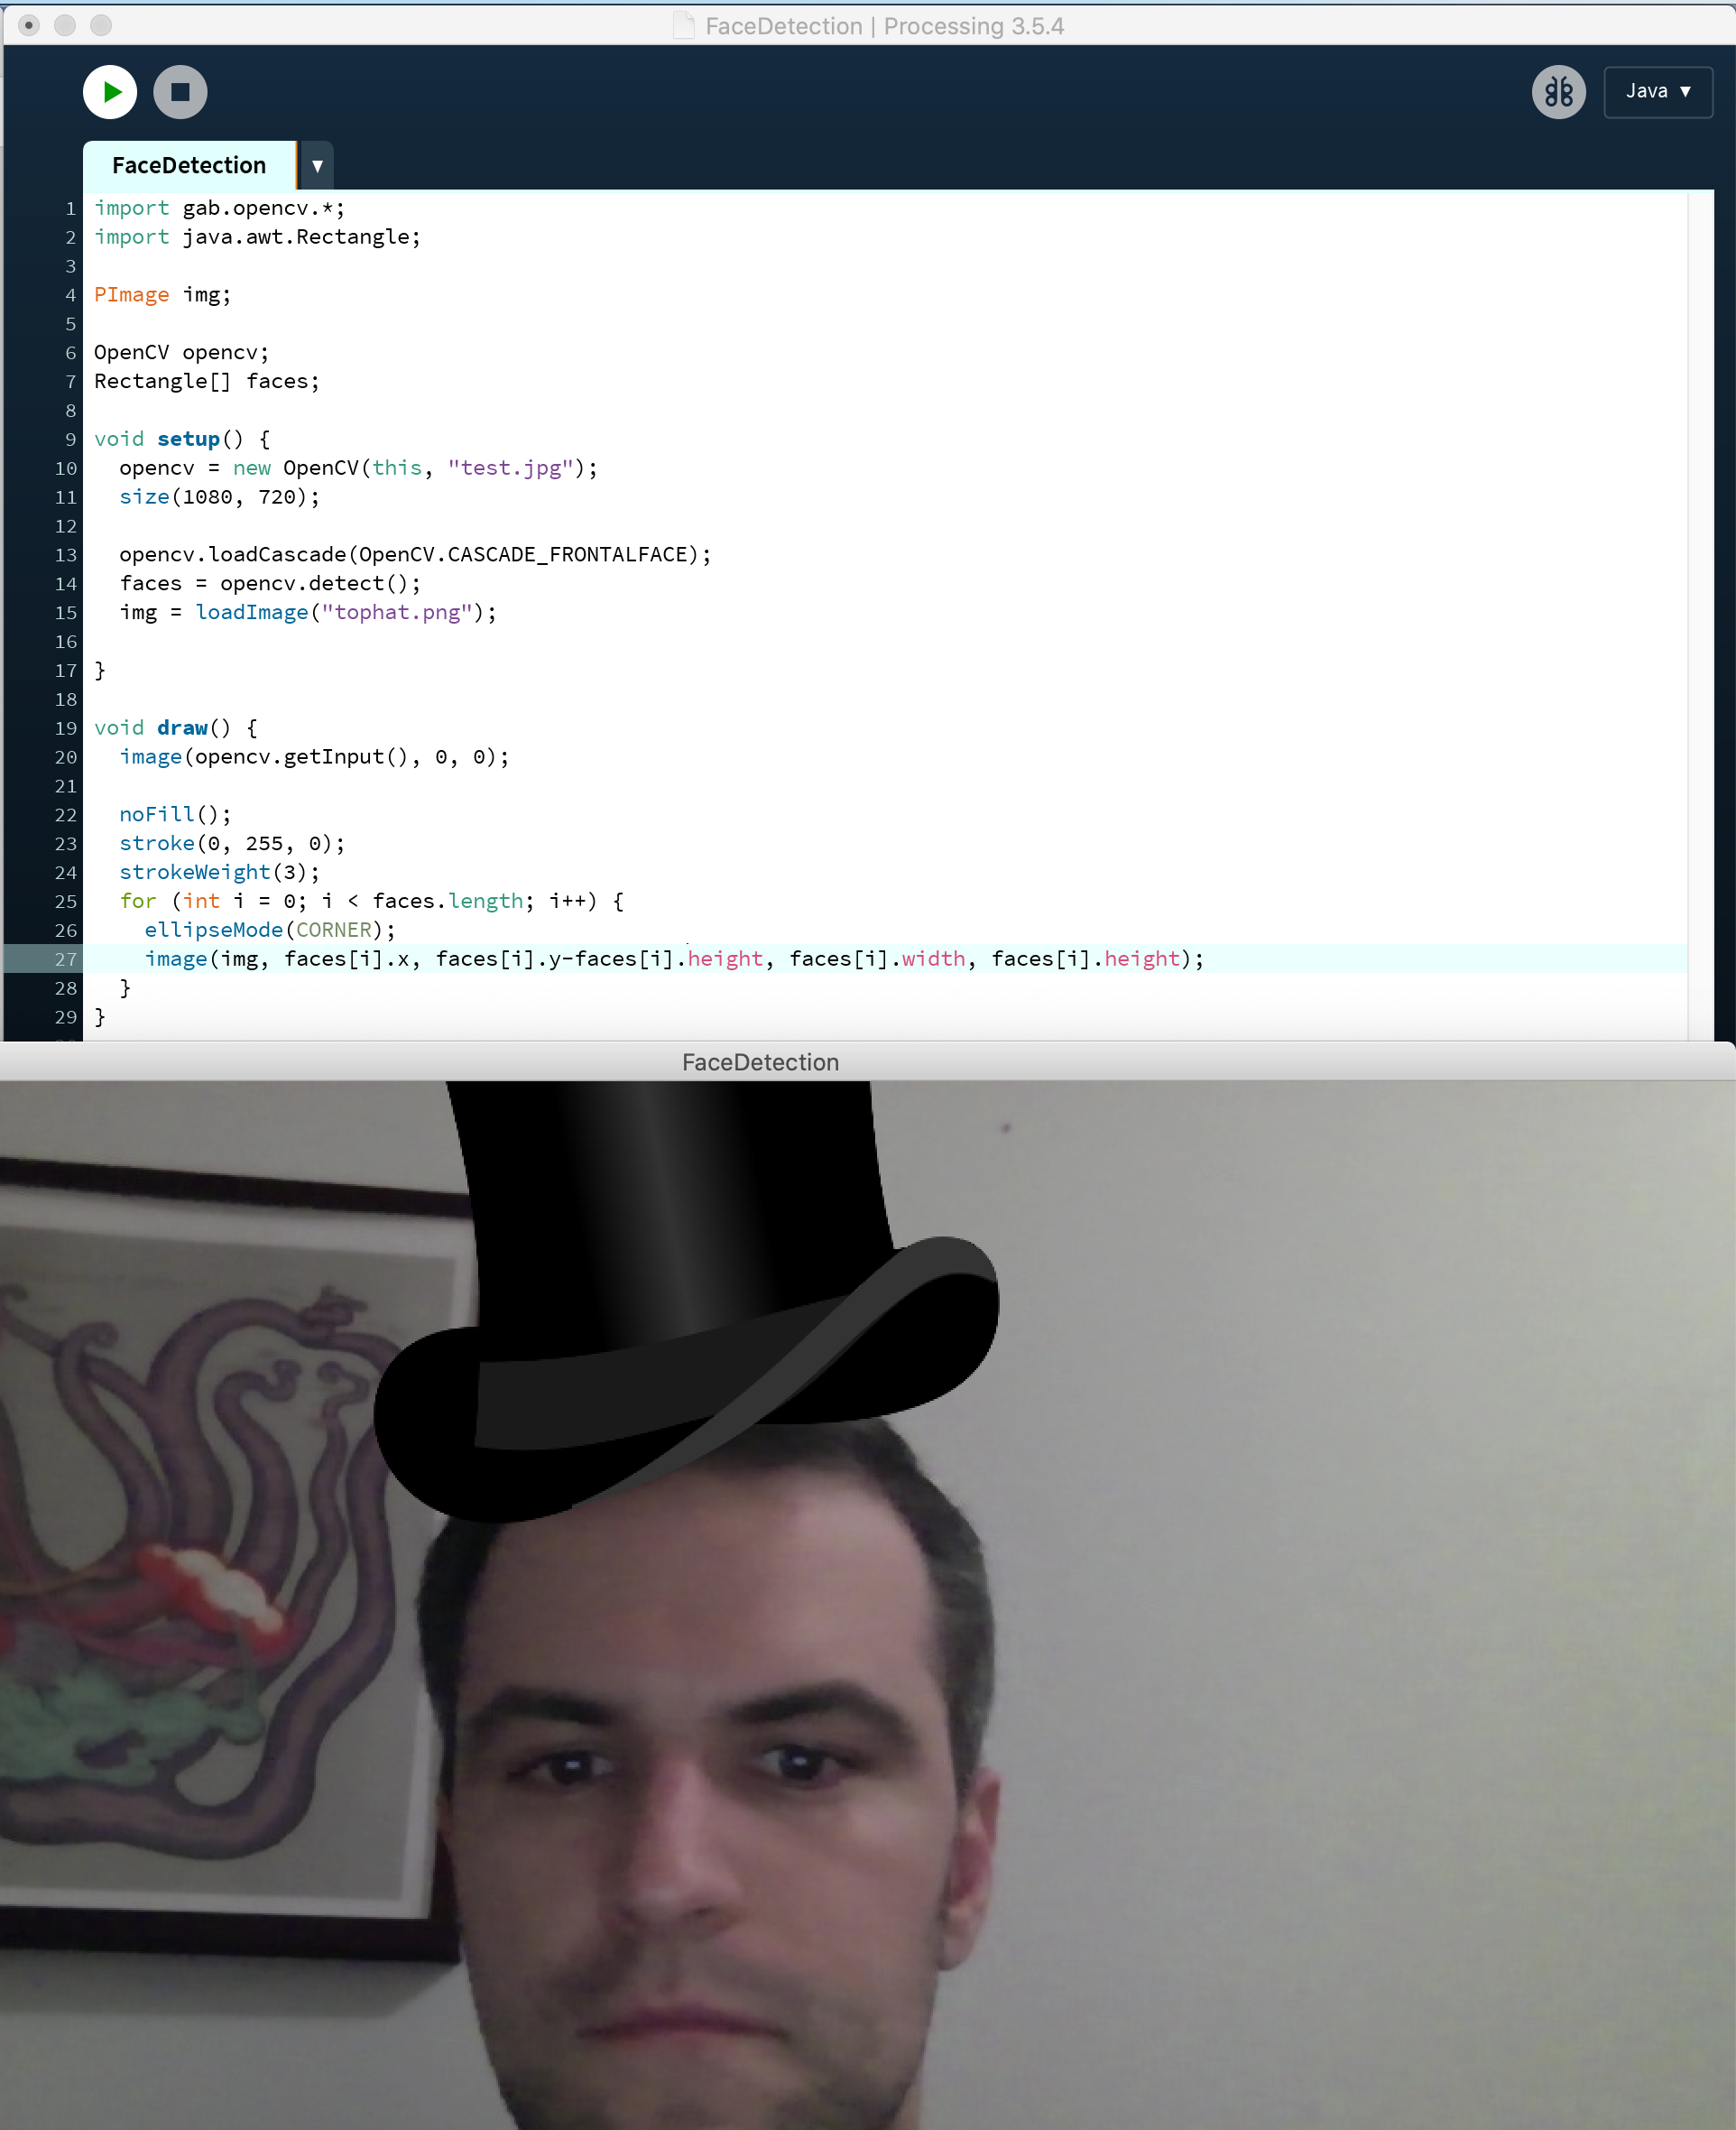 FaceDetection | Processing 3.5.4
Java ▼
FaceDetection ▼
1 import gab.opencv.*;
2 import java.awt.Rectangle;
3
4 PImage img;
5
6 OpenCV opencv;
7 Rectangle[] faces;
8
9 void setup() {
10   opencv = new OpenCV(this, "test.jpg");
11   size(1080, 720);
12
13   opencv.loadCascade(OpenCV.CASCADE_FRONTALFACE);
14   faces = opencv.detect();
15   img = loadImage("tophat.png");
16
17 }
18
19 void draw() {
20   image(opencv.getInput(), 0, 0);
21
22   noFill();
23   stroke(0, 255, 0);
24   strokeWeight(3);
25   for (int i = 0; i < faces.length; i++) {
26     ellipseMode(CORNER);
27     image(img, faces[i].x, faces[i].y-faces[i].height, faces[i].width, faces[i].height);
28   }
29 }
FaceDetection